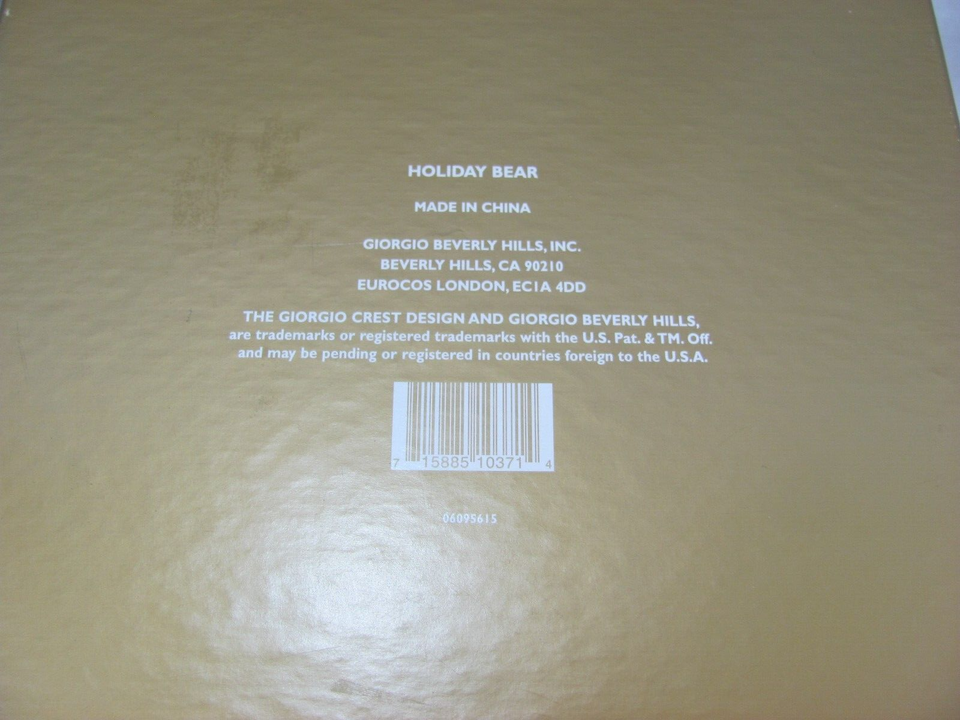 HOLIDAY BEAR
MADE IN CHINA
GIORGIO BEVERLY HILLS, INC.
BEVERLY HILLS, CA 90210
EUROCOS LONDON, EC1A 4DD
THE GIORGIO CREST DESIGN AND GIORGIO BEVERLY HILLS,
are trademarks or registered trademarks with the U.S. Pat. & TM. Off.
and may be pending or registered in countries foreign to the U.S.A.
7 15885 10371 4
06095615